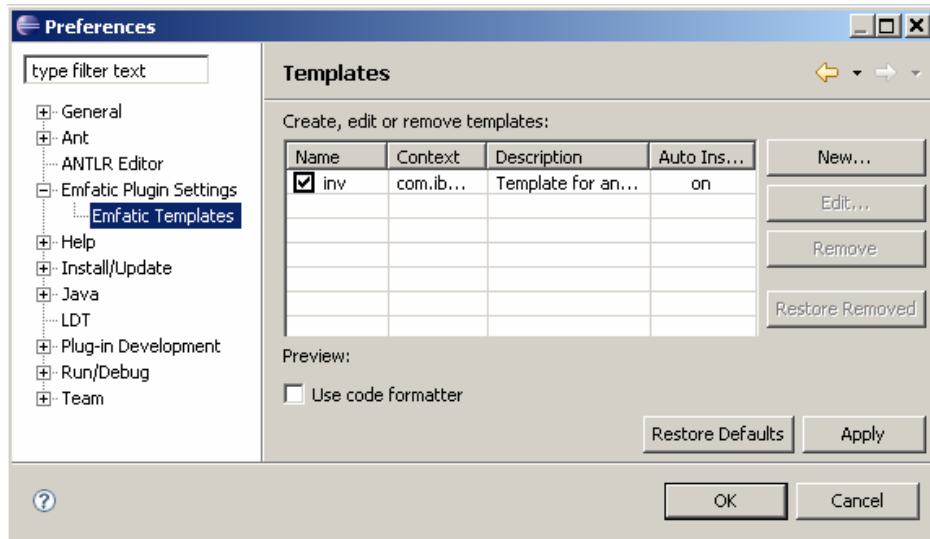 Preferences
type filter text
General
Ant
ANTLR Editor
Emfatic Plugin Settings
Emfatic Templates
Help
Install/Update
Java
LDT
Plug-in Development
Run/Debug
Team
Templates
Create, edit or remove templates:
Name Context Description Auto Ins...
inv com.ib... Template for an... on
New...
Edit...
Remove
Restore Removed
Preview:
Use code formatter
Restore Defaults Apply
? OK Cancel